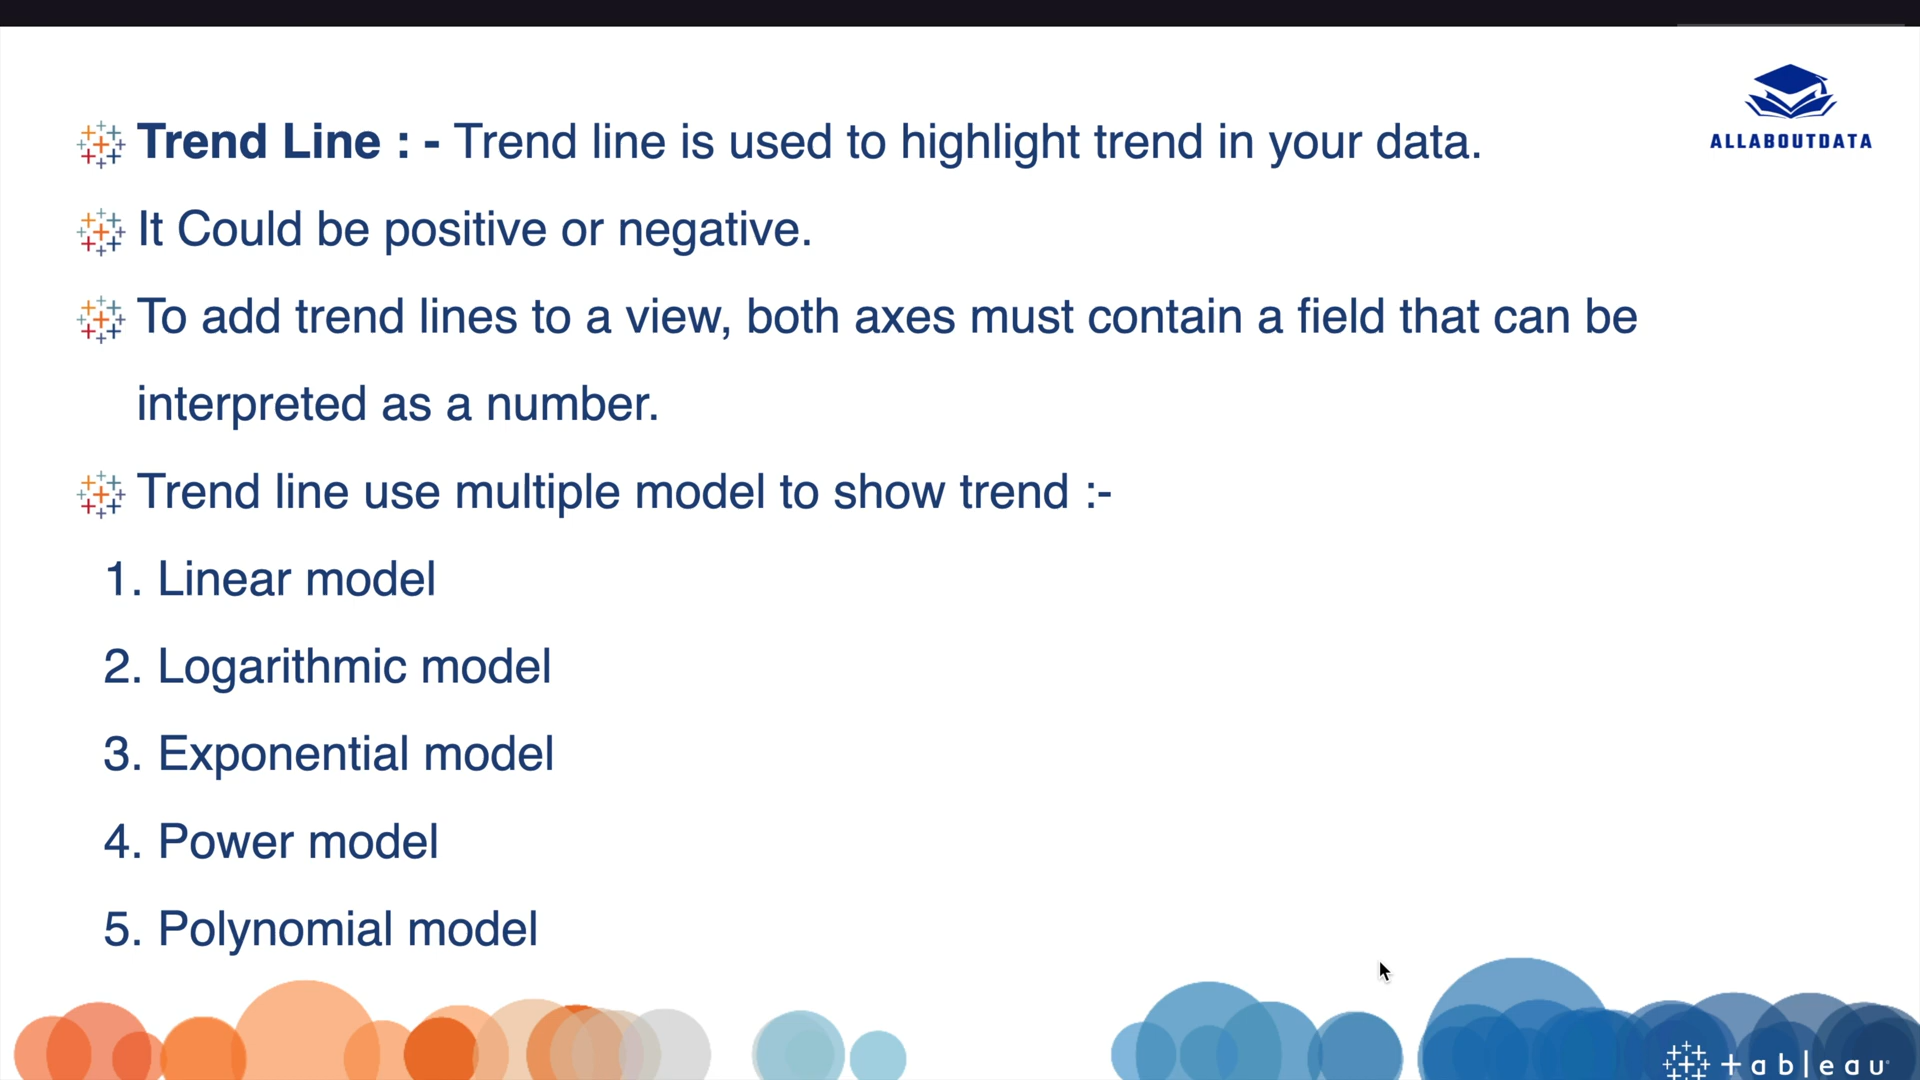 ALLABOUTDATA
Trend Line : - Trend line is used to highlight trend in your data.
It Could be positive or negative.
To add trend lines to a view, both axes must contain a field that can be
interpreted as a number.
Trend line use multiple model to show trend :-
1. Linear model
2. Logarithmic model
3. Exponential model
4. Power model
5. Polynomial model
tableau